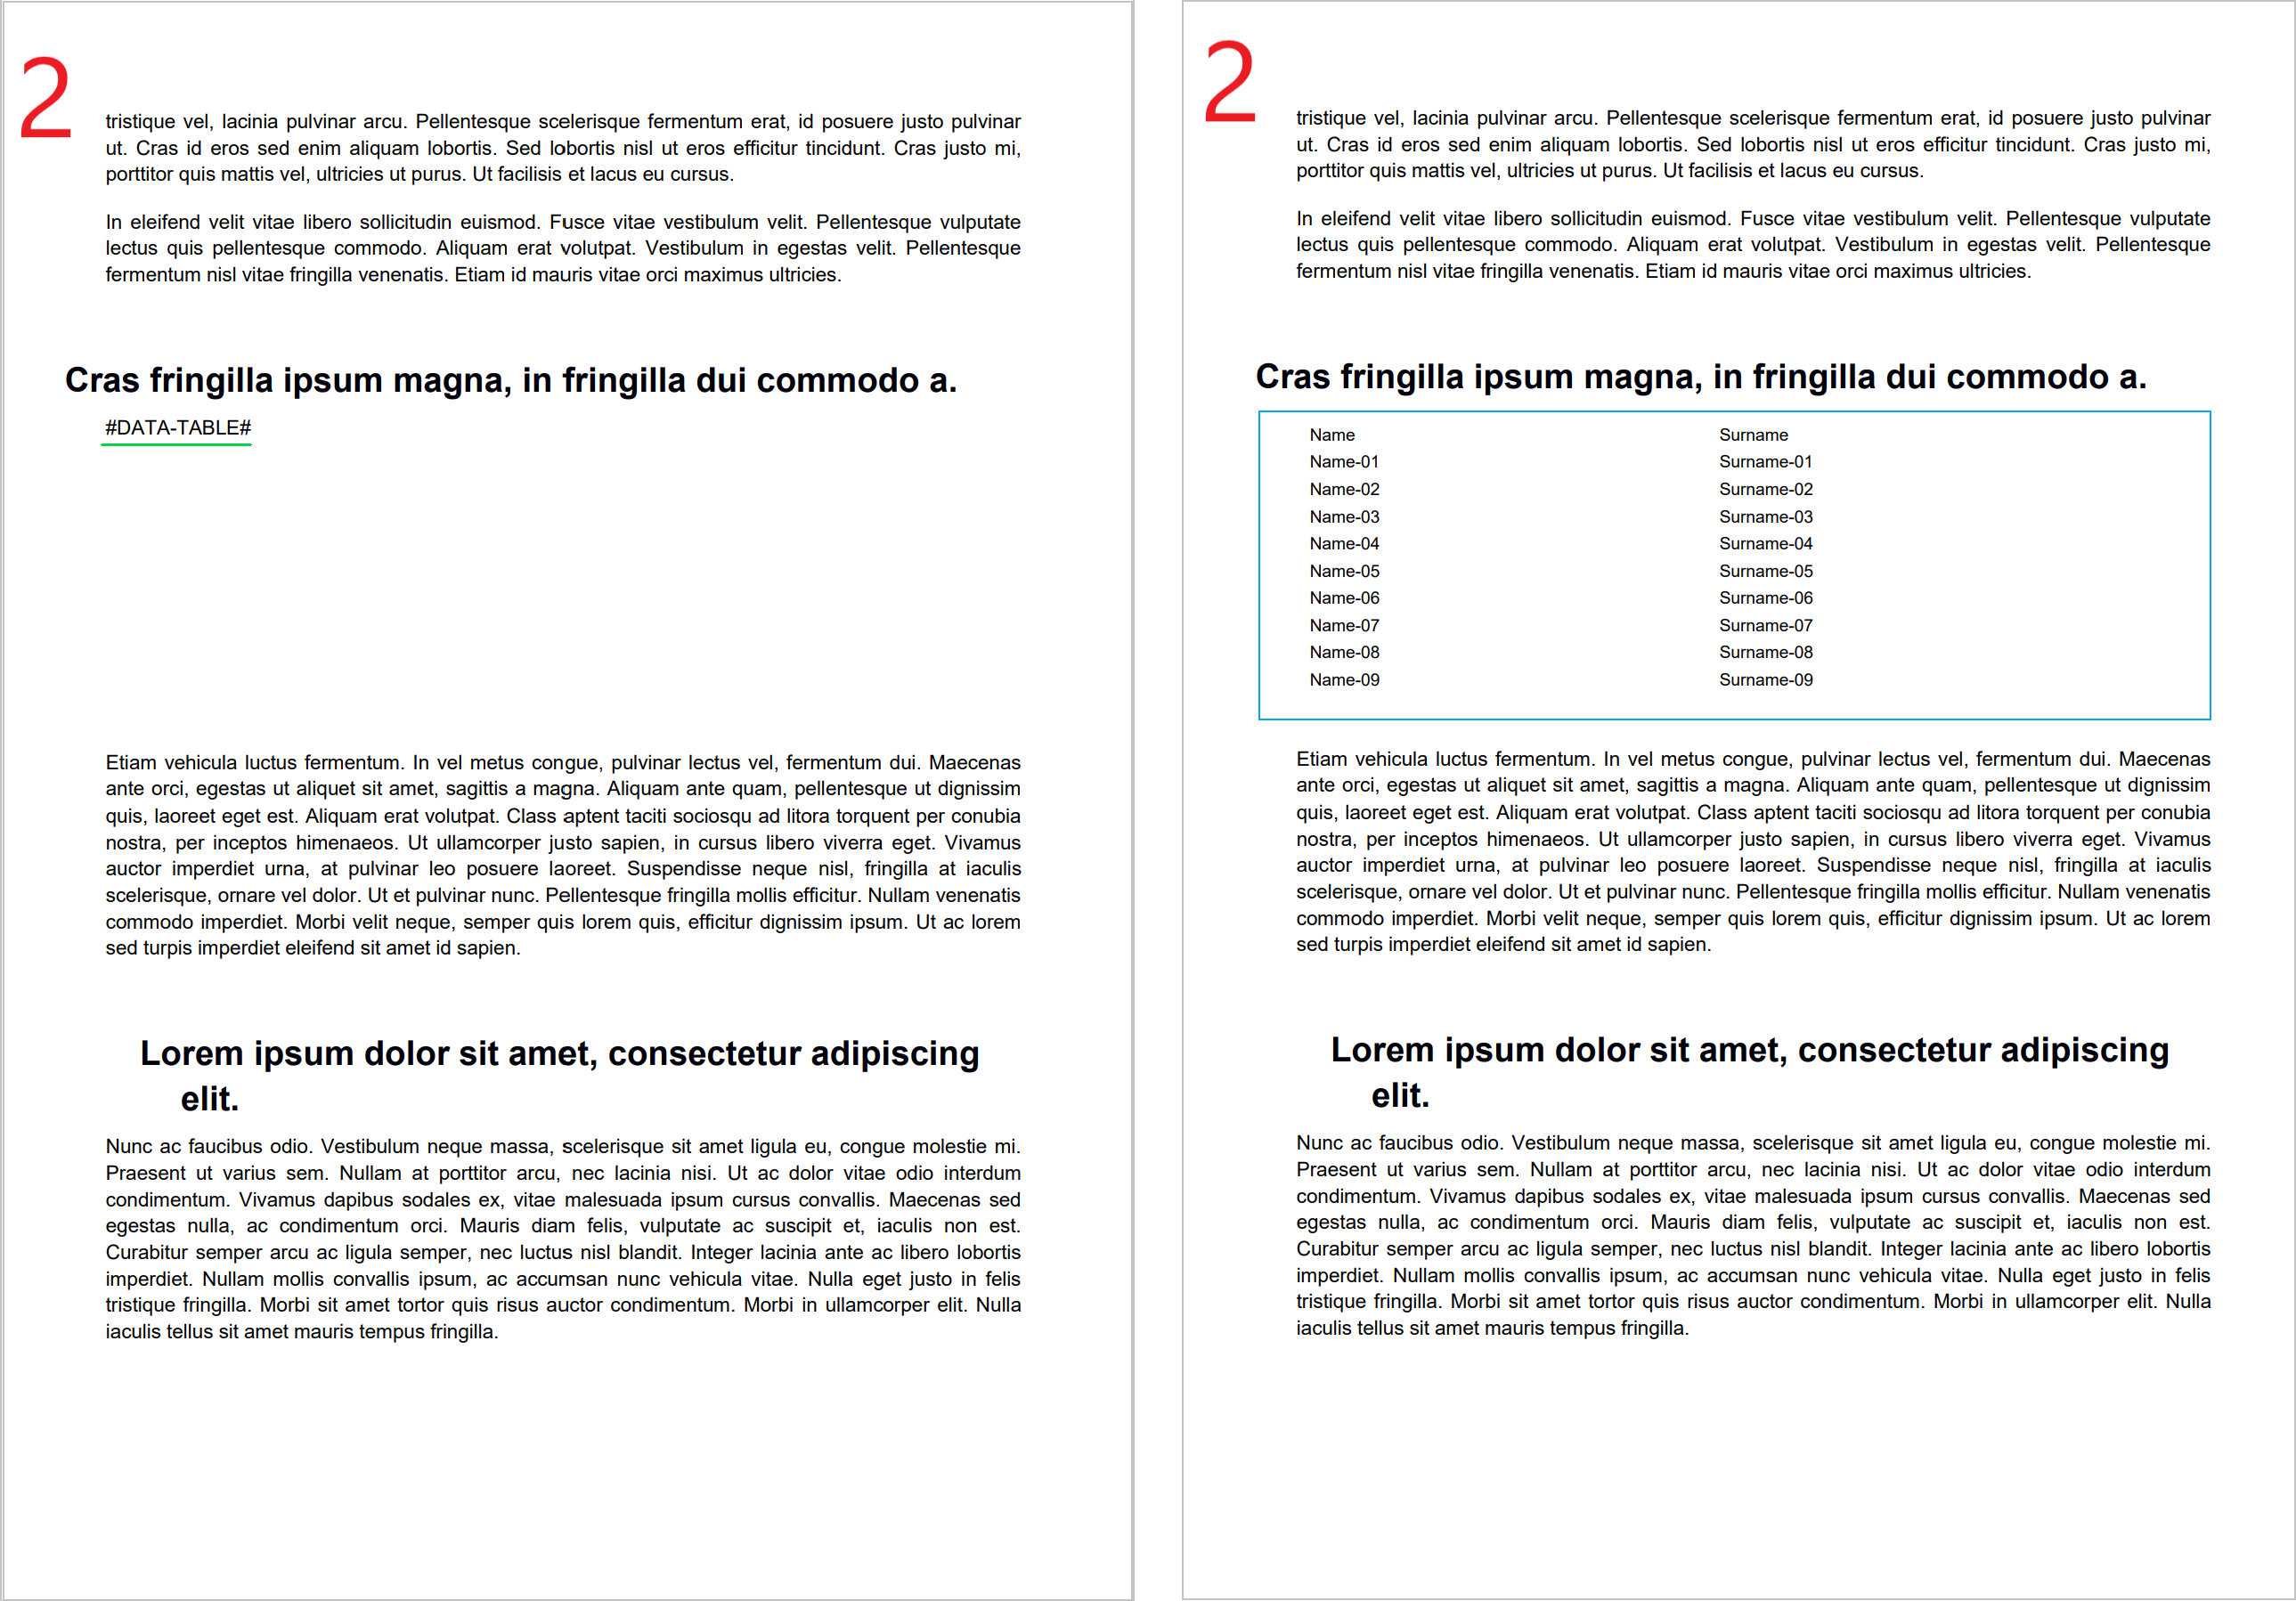 2
tristique vel, lacinia pulvinar arcu. Pellentesque scelerisque fermentum erat, id posuere justo pulvinar
ut. Cras id eros sed enim aliquam lobortis. Sed lobortis nisl ut eros efficitur tincidunt. Cras justo mi,
porttitor quis mattis vel, ultricies ut purus. Ut facilisis et lacus eu cursus.
In eleifend velit vitae libero sollicitudin euismod. Fusce vitae vestibulum velit. Pellentesque vulputate
lectus quis pellentesque commodo. Aliquam erat volutpat. Vestibulum in egestas velit. Pellentesque
fermentum nisl vitae fringilla venenatis. Etiam id mauris vitae orci maximus ultricies.
Cras fringilla ipsum magna, in fringilla dui commodo a.
#DATA-TABLE#
Etiam vehicula luctus fermentum. In vel metus congue, pulvinar lectus vel, fermentum dui. Maecenas
ante orci, egestas ut aliquet sit amet, sagittis a magna. Aliquam ante quam, pellentesque ut dignissim
quis, laoreet eget est. Aliquam erat volutpat. Class aptent taciti sociosqu ad litora torquent per conubia
nostra, per inceptos himenaeos. Ut ullamcorper justo sapien, in cursus libero viverra eget. Vivamus
auctor imperdiet urna, at pulvinar leo posuere laoreet. Suspendisse neque nisl, fringilla at iaculis
scelerisque, ornare vel dolor. Ut et pulvinar nunc. Pellentesque fringilla mollis efficitur. Nullam venenatis
commodo imperdiet. Morbi velit neque, semper quis lorem quis, efficitur dignissim ipsum. Ut ac lorem
sed turpis imperdiet eleifend sit amet id sapien.
Lorem ipsum dolor sit amet, consectetur adipiscing
elit.
Nunc ac faucibus odio. Vestibulum neque massa, scelerisque sit amet ligula eu, congue molestie mi.
Praesent ut varius sem. Nullam at porttitor arcu, nec lacinia nisi. Ut ac dolor vitae odio interdum
condimentum. Vivamus dapibus sodales ex, vitae malesuada ipsum cursus convallis. Maecenas sed
egestas nulla, ac condimentum orci. Mauris diam felis, vulputate ac suscipit et, iaculis non est.
Curabitur semper arcu ac ligula semper, nec luctus nisl blandit. Integer lacinia ante ac libero lobortis
imperdiet. Nullam mollis convallis ipsum, ac accumsan nunc vehicula vitae. Nulla eget justo in felis
tristique fringilla. Morbi sit amet tortor quis risus auctor condimentum. Morbi in ullamcorper elit. Nulla
iaculis tellus sit amet mauris tempus fringilla.
2
tristique vel, lacinia pulvinar arcu. Pellentesque scelerisque fermentum erat, id posuere justo pulvinar
ut. Cras id eros sed enim aliquam lobortis. Sed lobortis nisl ut eros efficitur tincidunt. Cras justo mi,
porttitor quis mattis vel, ultricies ut purus. Ut facilisis et lacus eu cursus.
In eleifend velit vitae libero sollicitudin euismod. Fusce vitae vestibulum velit. Pellentesque vulputate
lectus quis pellentesque commodo. Aliquam erat volutpat. Vestibulum in egestas velit. Pellentesque
fermentum nisl vitae fringilla venenatis. Etiam id mauris vitae orci maximus ultricies.
Cras fringilla ipsum magna, in fringilla dui commodo a.
Name Surname
Name-01 Surname-01
Name-02 Surname-02
Name-03 Surname-03
Name-04 Surname-04
Name-05 Surname-05
Name-06 Surname-06
Name-07 Surname-07
Name-08 Surname-08
Name-09 Surname-09
Etiam vehicula luctus fermentum. In vel metus congue, pulvinar lectus vel, fermentum dui. Maecenas
ante orci, egestas ut aliquet sit amet, sagittis a magna. Aliquam ante quam, pellentesque ut dignissim
quis, laoreet eget est. Aliquam erat volutpat. Class aptent taciti sociosqu ad litora torquent per conubia
nostra, per inceptos himenaeos. Ut ullamcorper justo sapien, in cursus libero viverra eget. Vivamus
auctor imperdiet urna, at pulvinar leo posuere laoreet. Suspendisse neque nisl, fringilla at iaculis
scelerisque, ornare vel dolor. Ut et pulvinar nunc. Pellentesque fringilla mollis efficitur. Nullam venenatis
commodo imperdiet. Morbi velit neque, semper quis lorem quis, efficitur dignissim ipsum. Ut ac lorem
sed turpis imperdiet eleifend sit amet id sapien.
Lorem ipsum dolor sit amet, consectetur adipiscing
elit.
Nunc ac faucibus odio. Vestibulum neque massa, scelerisque sit amet ligula eu, congue molestie mi.
Praesent ut varius sem. Nullam at porttitor arcu, nec lacinia nisi. Ut ac dolor vitae odio interdum
condimentum. Vivamus dapibus sodales ex, vitae malesuada ipsum cursus convallis. Maecenas sed
egestas nulla, ac condimentum orci. Mauris diam felis, vulputate ac suscipit et, iaculis non est.
Curabitur semper arcu ac ligula semper, nec luctus nisl blandit. Integer lacinia ante ac libero lobortis
imperdiet. Nullam mollis convallis ipsum, ac accumsan nunc vehicula vitae. Nulla eget justo in felis
tristique fringilla. Morbi sit amet tortor quis risus auctor condimentum. Morbi in ullamcorper elit. Nulla
iaculis tellus sit amet mauris tempus fringilla.